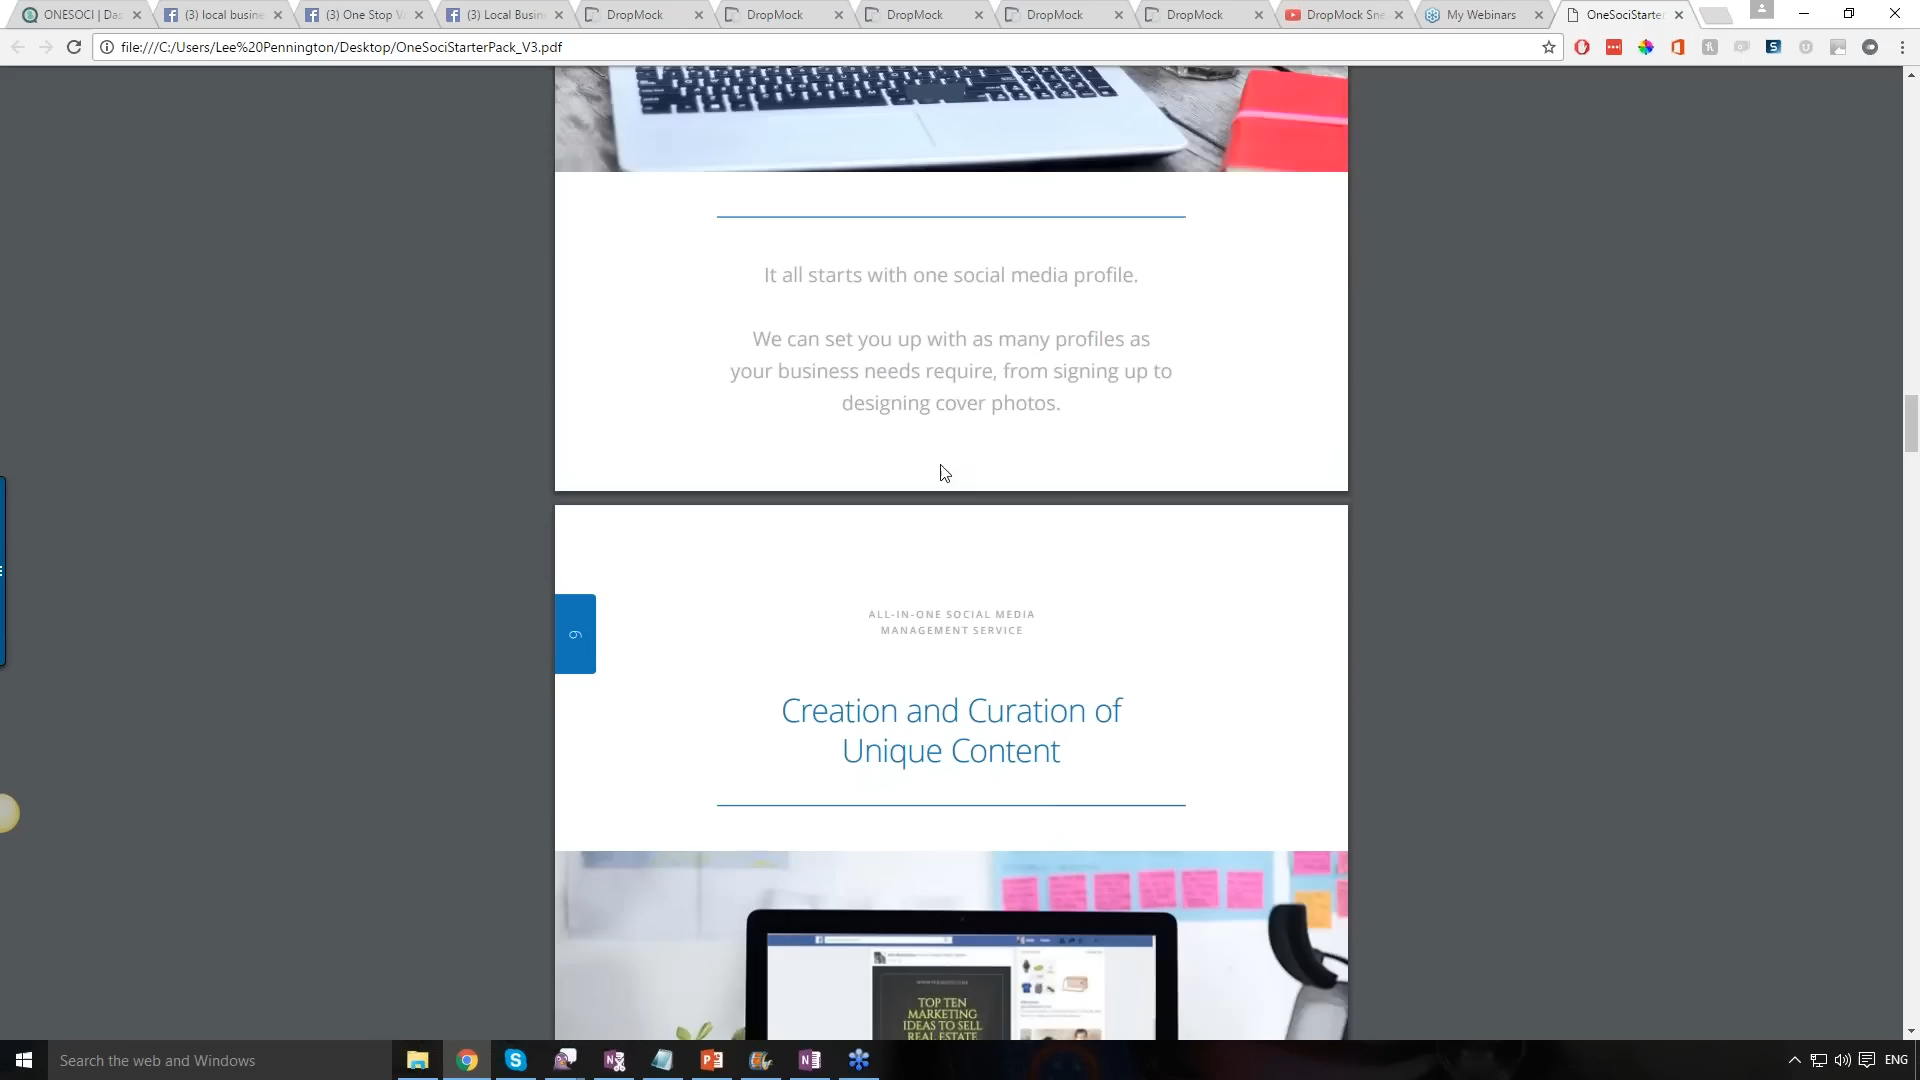 ONESOCI | Das
(3) local busine
(3) One Stop V
(3) Local Busin
DropMock
DropMock
DropMock
DropMock
DropMock
DropMock Sne
My Webinars
OneSociStarter
file:///C:/Users/Lee%20Pennington/Desktop/OneSociStarterPack_V3.pdf
It all starts with one social media profile.
We can set you up with as many profiles as
your business needs require, from signing up to
designing cover photos.
ALL-IN-ONE SOCIAL MEDIA
MANAGEMENT SERVICE
6
Creation and Curation of
Unique Content
TOP TEN
MARKETING
IDEAS TO SELL
REAL ESTATE
Search the web and Windows
ENG